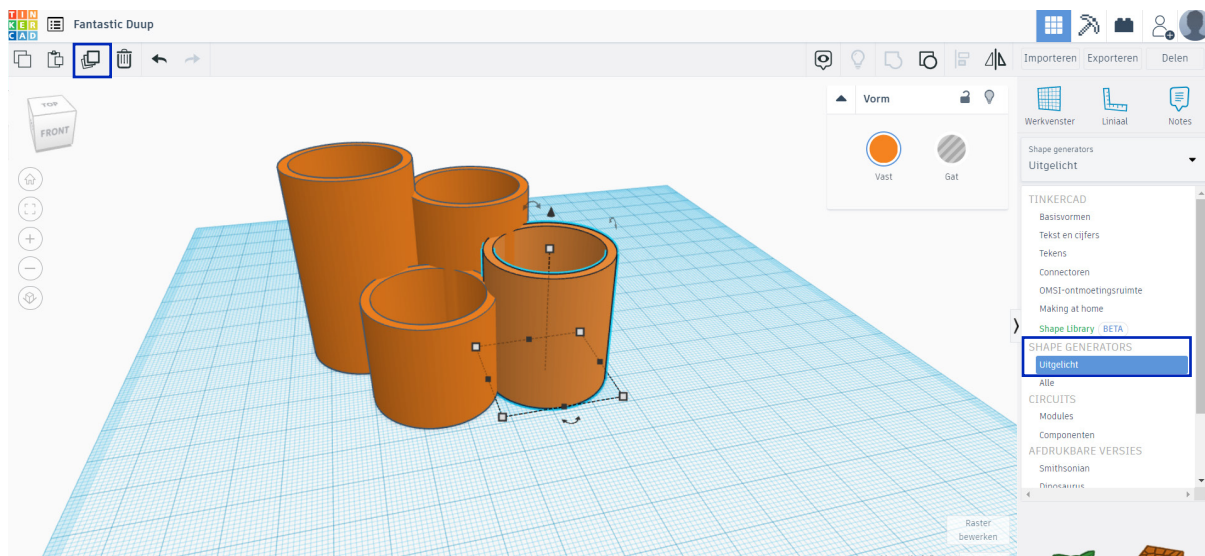 TIN
KER
CAD
Fantastic Duup
Importeren Exporteren Delen
TOP
FRONT
Vorm
Vast Gat
Werkvenster Liniaal Notes
Shape generators
Uitgelicht
TINKERCAD
Basisvormen
Tekst en cijfers
Tekens
Connectoren
OMSI-ontmoetingsruimte
Making at home
Shape Library BETA
SHAPE GENERATORS
Uitgelicht
Alle
CIRCUITS
Modules
Componenten
AFDRUKBARE VERSIES
Smithsonian
Dinosaurus
Raster
bewerken